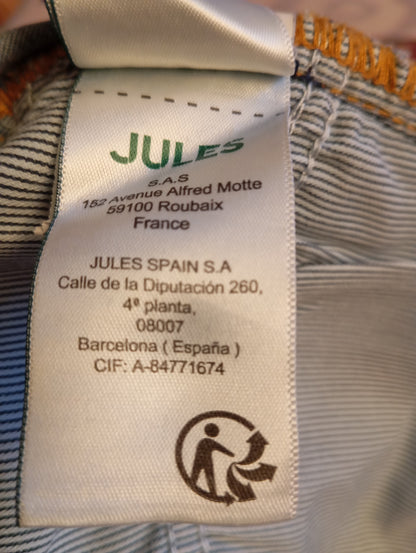 JULES
S.A.S
152 Avenue Alfred Motte
59100 Roubaix
France
JULES SPAIN S.A
Calle de la Diputación 260,
4º planta,
08007
Barcelona ( España )
CIF: A-84771674